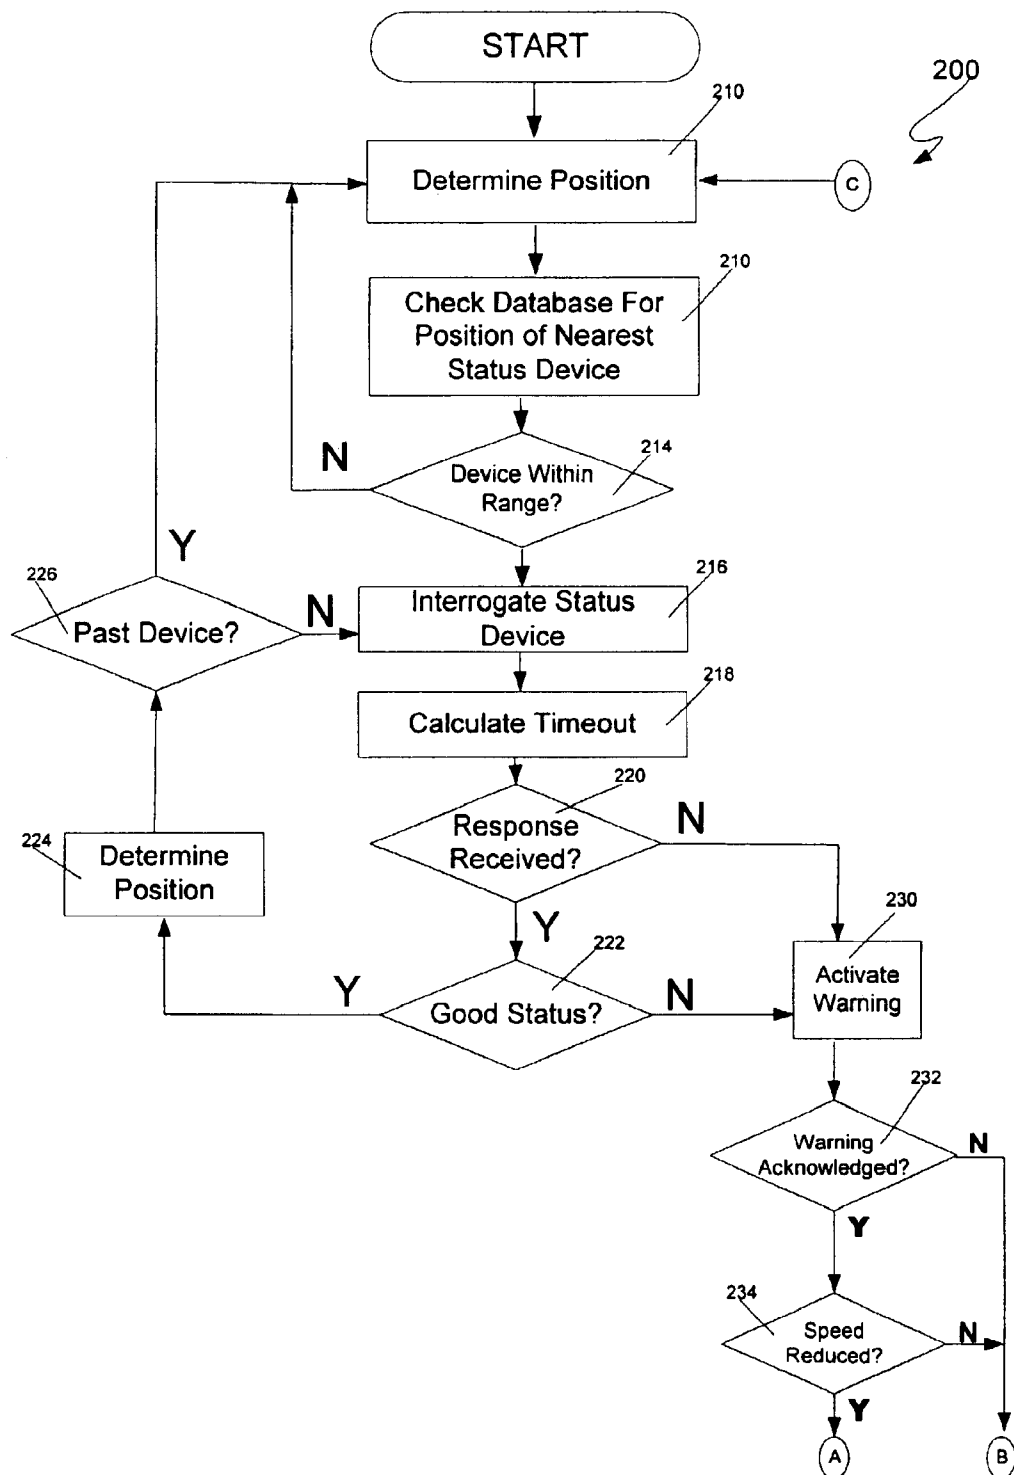 START
200
210
Determine Position
C
210
Check Database For
Position of Nearest
Status Device
N
214
Device Within
Range?
Y
226
Past Device?
N
216
Interrogate Status
Device
218
Calculate Timeout
220
Response
Received?
N
224
Determine
Position
Y
222
Good Status?
Y
N
230
Activate
Warning
232
Warning
Acknowledged?
N
Y
234
Speed
Reduced?
N
Y
A
B